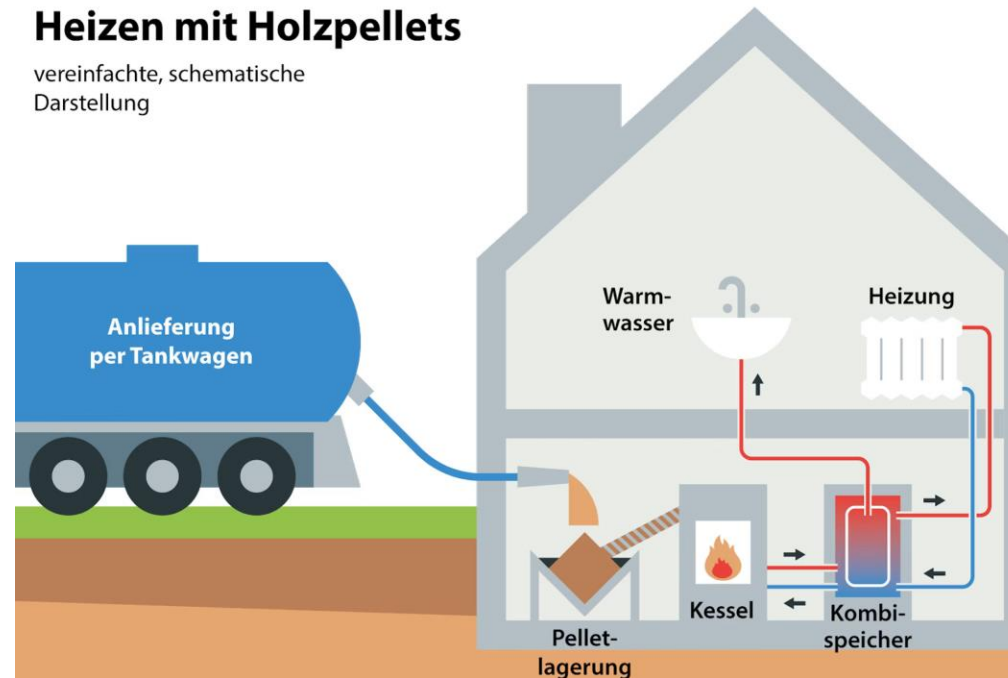 Heizen mit Holzpellets
vereinfachte, schematische
Darstellung
Anlieferung
per Tankwagen
Warm-
wasser
Heizung
Pellet-
lagerung
Kessel
Kombi-
speicher